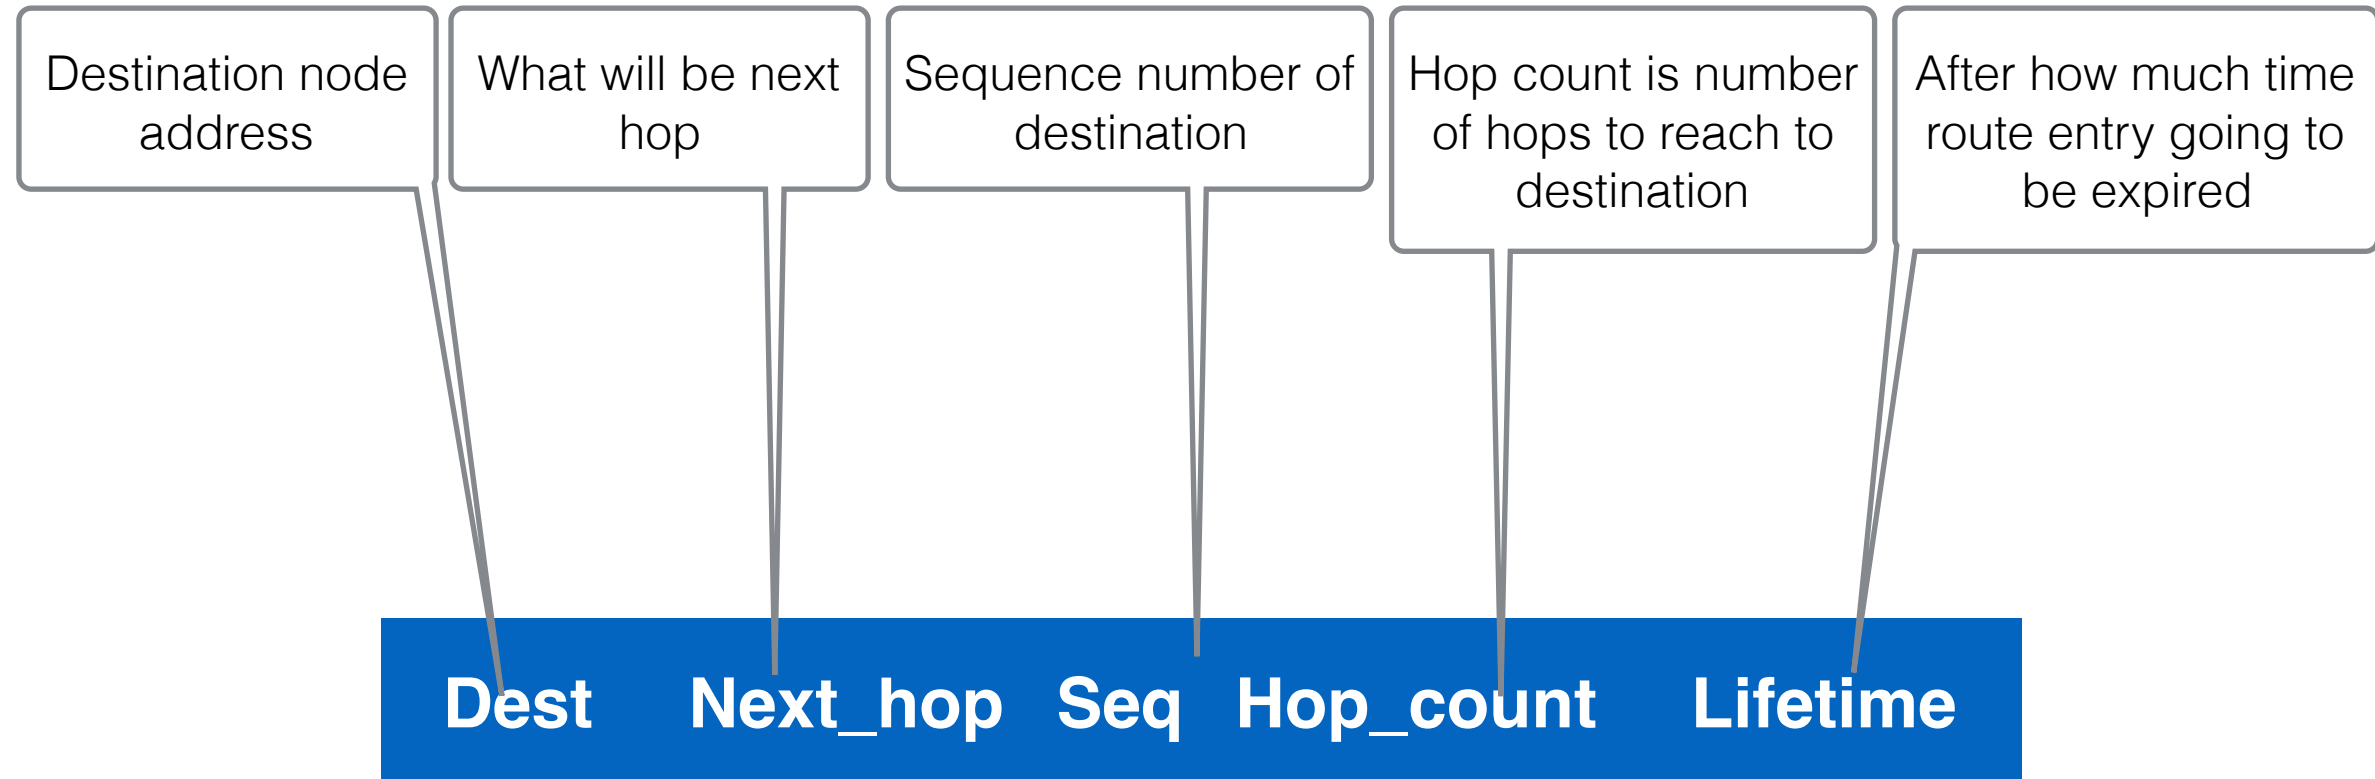 Destination node
address
What will be next
hop
Sequence number of
destination
Hop count is number
of hops to reach to
destination
After how much time
route entry going to
be expired
Dest Next_hop Seq Hop_count Lifetime